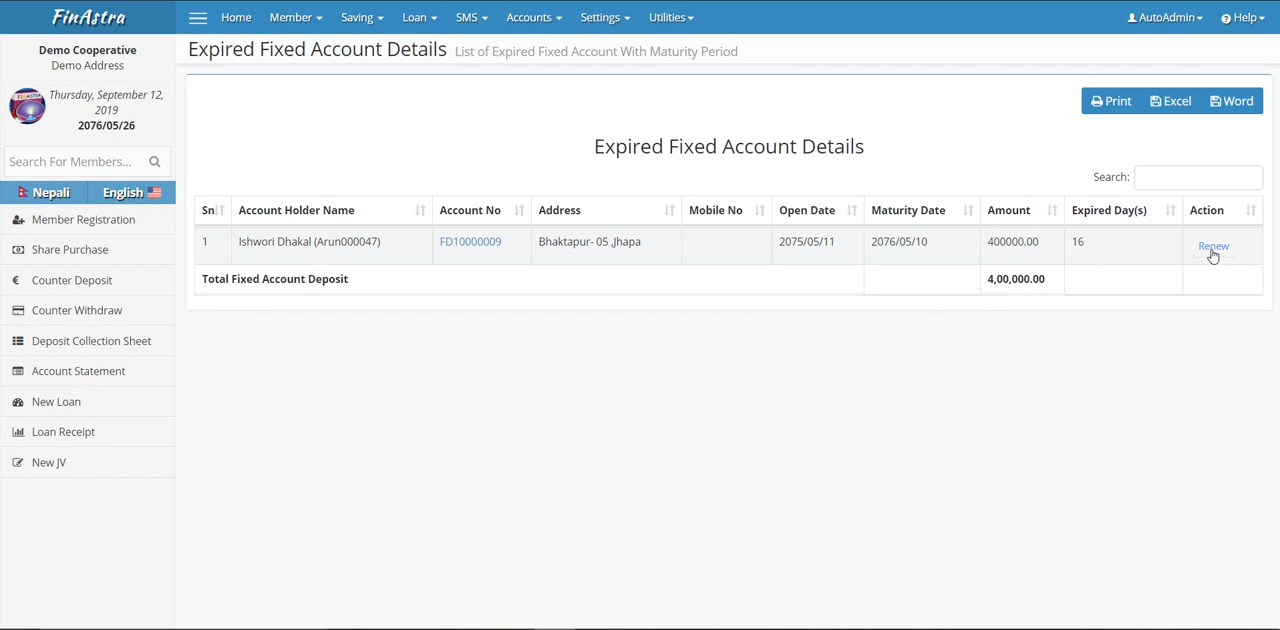 FinAstra
Home Member Saving Loan SMS Accounts Settings Utilities AutoAdmin Help
Demo Cooperative
Demo Address
Thursday, September 12,
2019
2076/05/26
Search For Members...
Nepali English
Member Registration
Share Purchase
Counter Deposit
Counter Withdraw
Deposit Collection Sheet
Account Statement
New Loan
Loan Receipt
New JV
Expired Fixed Account Details List of Expired Fixed Account With Maturity Period
Print Excel Word
Expired Fixed Account Details
Search:
Sn Account Holder Name Account No Address Mobile No Open Date Maturity Date Amount Expired Day(s) Action
1 Ishwori Dhakal (Arun000047) FD10000009 Bhaktapur- 05 ,Jhapa 2075/05/11 2076/05/10 400000.00 16 Renew
Total Fixed Account Deposit 4,00,000.00